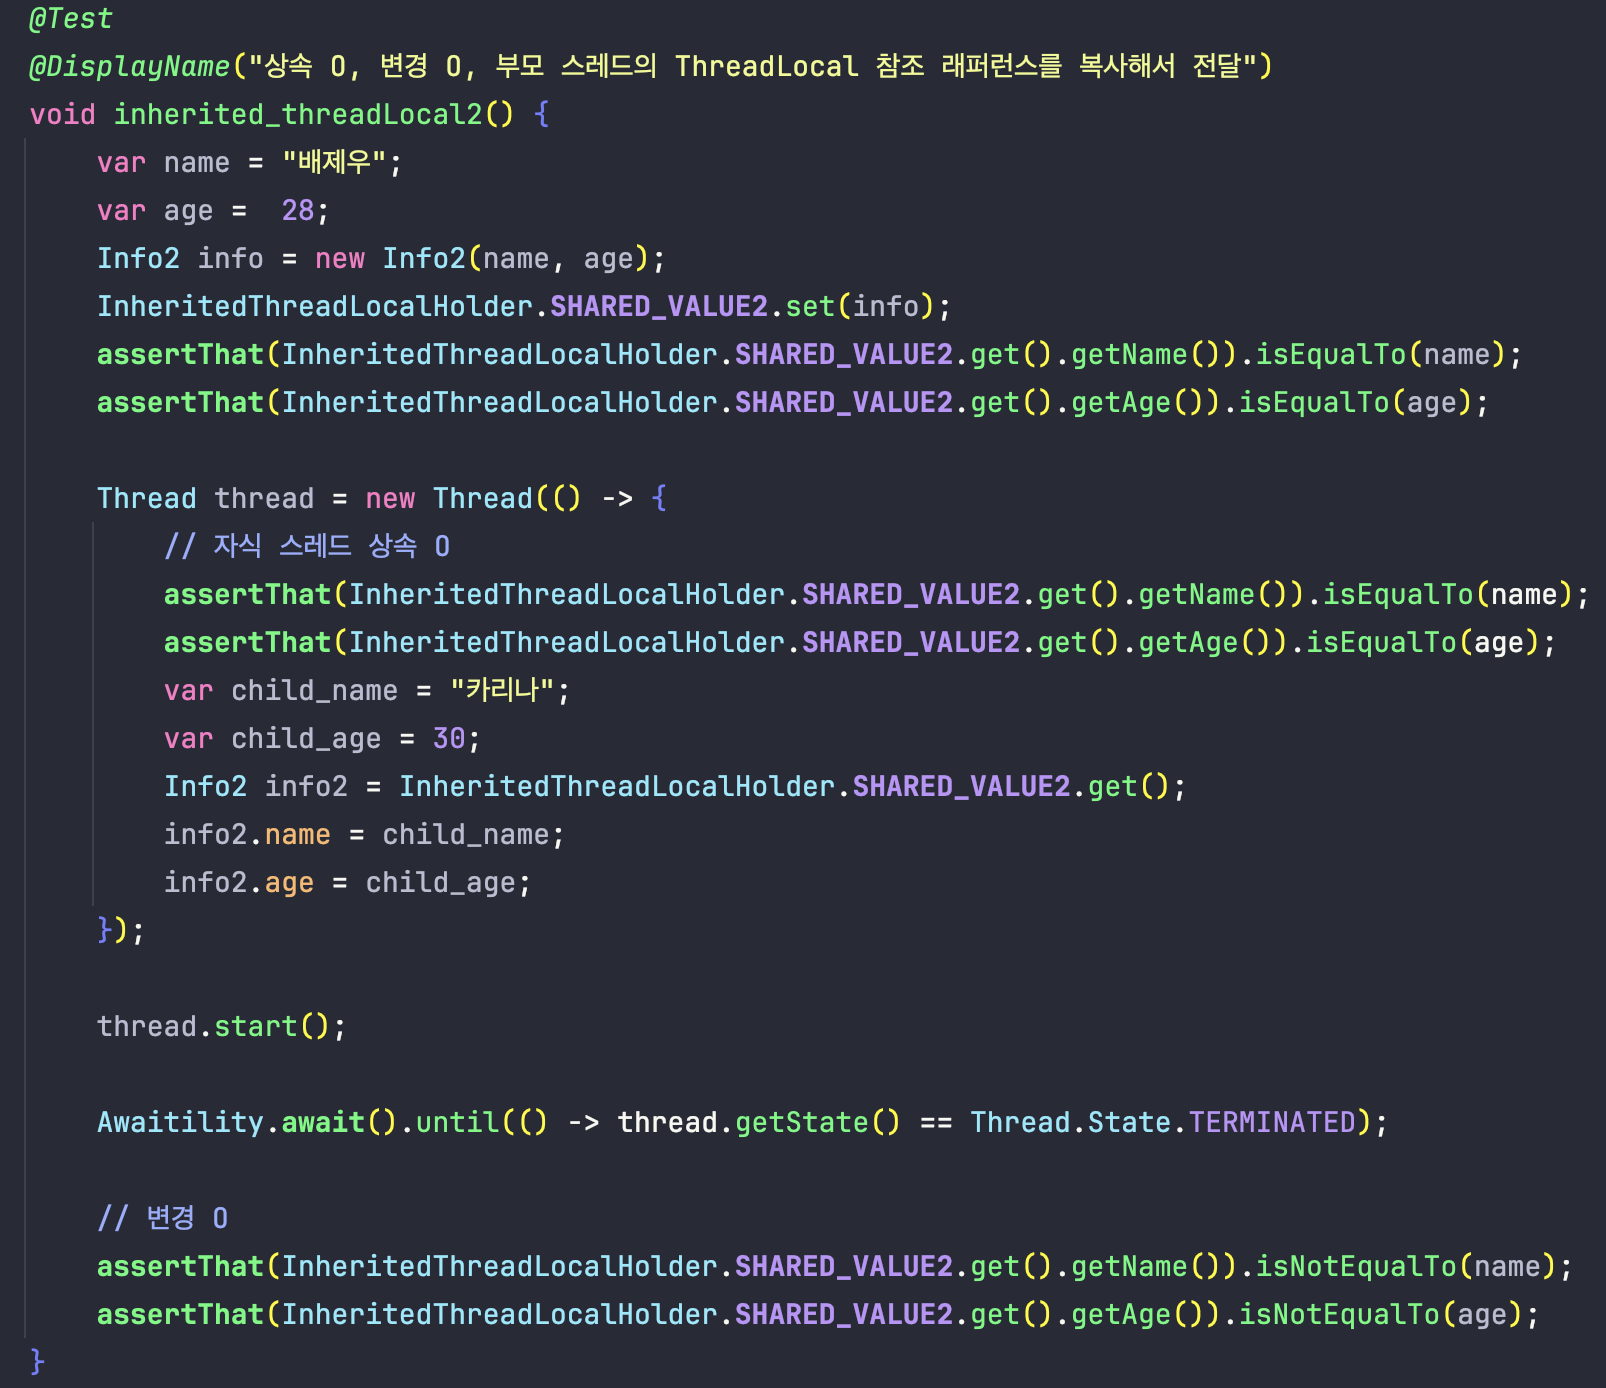 @Test
@DisplayName("상속 O, 변경 O, 부모 스레드의 ThreadLocal 참조 래퍼런스를 복사해서 전달")
void inherited_threadLocal2() {
    var name = "배제우";
    var age =  28;
    Info2 info = new Info2(name, age);
    InheritedThreadLocalHolder.SHARED_VALUE2.set(info);
    assertThat(InheritedThreadLocalHolder.SHARED_VALUE2.get().getName()).isEqualTo(name);
    assertThat(InheritedThreadLocalHolder.SHARED_VALUE2.get().getAge()).isEqualTo(age);

    Thread thread = new Thread(() -> {
        // 자식 스레드 상속 O
        assertThat(InheritedThreadLocalHolder.SHARED_VALUE2.get().getName()).isEqualTo(name);
        assertThat(InheritedThreadLocalHolder.SHARED_VALUE2.get().getAge()).isEqualTo(age);
        var child_name = "카리나";
        var child_age = 30;
        Info2 info2 = InheritedThreadLocalHolder.SHARED_VALUE2.get();
        info2.name = child_name;
        info2.age = child_age;
    });

    thread.start();

    Awaitility.await().until(() -> thread.getState() == Thread.State.TERMINATED);

    // 변경 O
    assertThat(InheritedThreadLocalHolder.SHARED_VALUE2.get().getName()).isNotEqualTo(name);
    assertThat(InheritedThreadLocalHolder.SHARED_VALUE2.get().getAge()).isNotEqualTo(age);
}